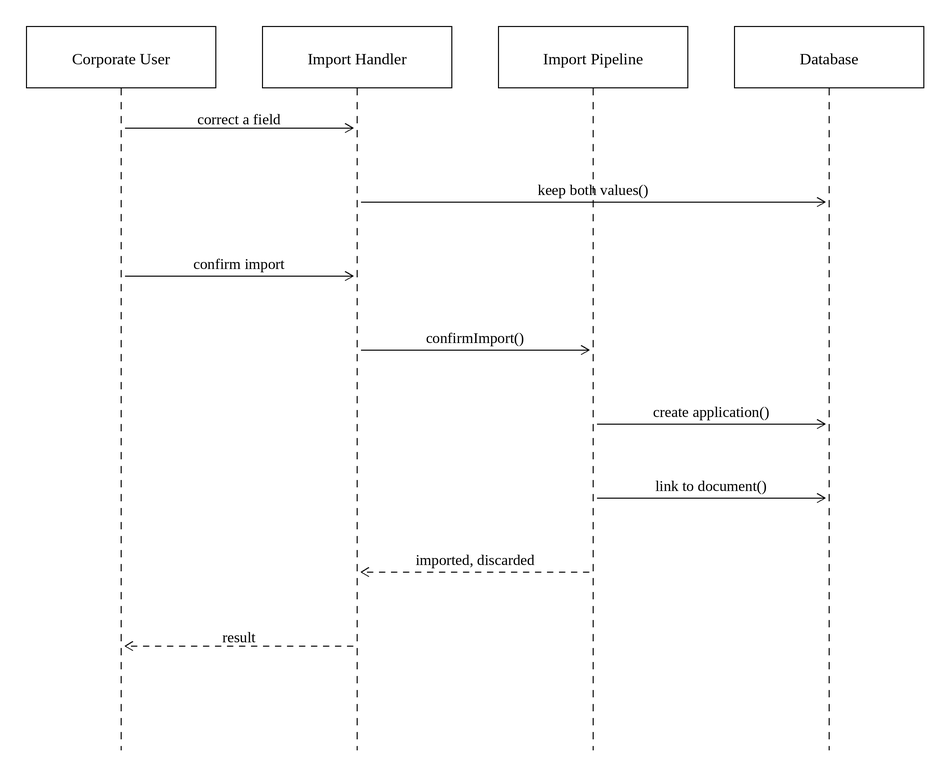 Corporate User
Import Handler
Import Pipeline
Database
correct a field
keep both values()
confirm import
confirmImport()
create application()
link to document()
imported, discarded
result